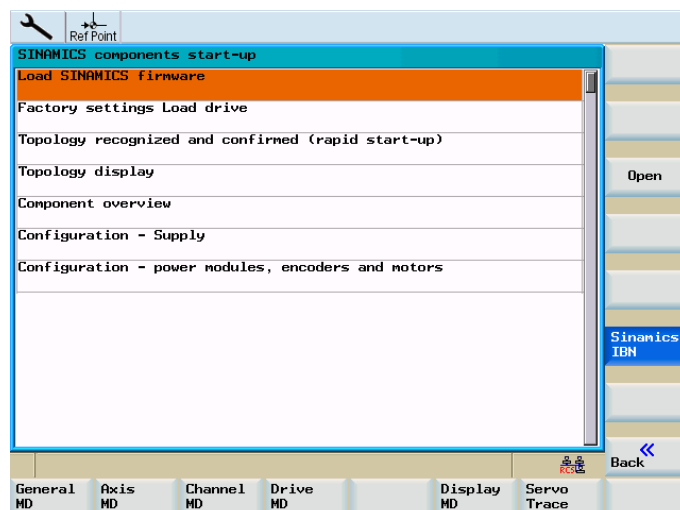 Ref Point
SINAMICS components start-up
Load SINAMICS firmware
Factory settings Load drive
Topology recognized and confirmed (rapid start-up)
Topology display
Component overview
Configuration - Supply
Configuration - power modules, encoders and motors
Open
Sinamics
IBN
RCS
Back
General MD
Axis MD
Channel MD
Drive MD
Display MD
Servo Trace